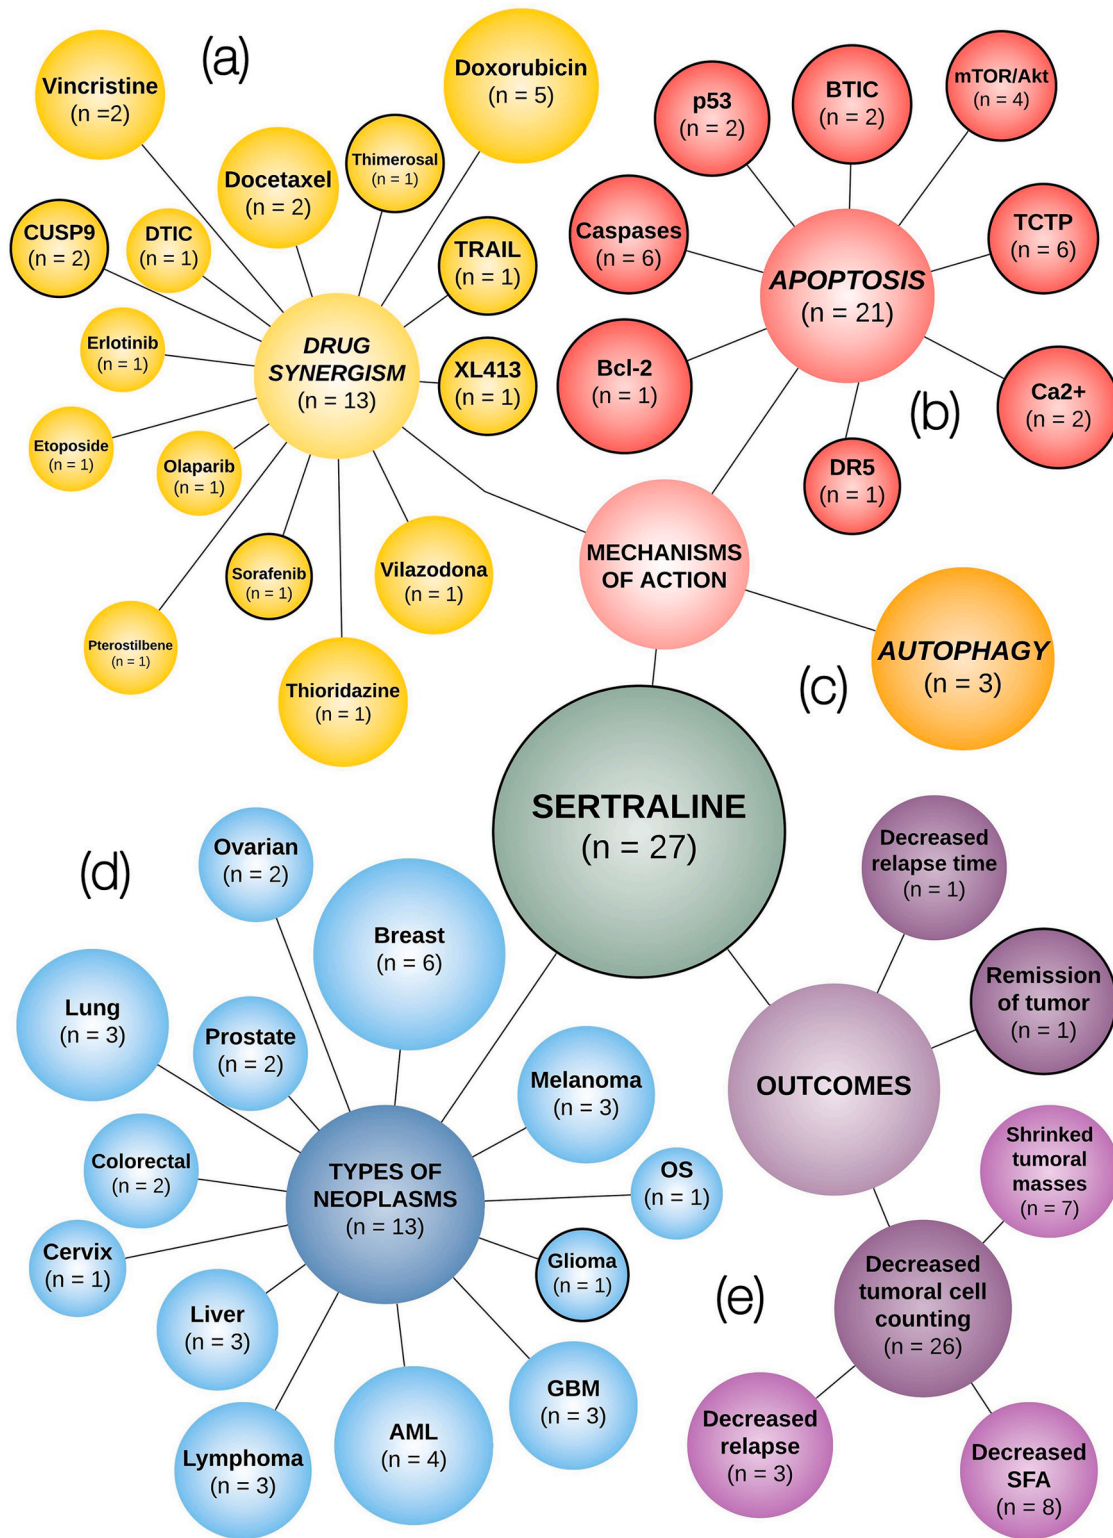 (a)
Vincristine
(n =2)
Doxorubicin
(n = 5)
Docetaxel
(n = 2)
Thimerosal
(n = 1)
CUSP9
(n = 2)
DTIC
(n = 1)
TRAIL
(n = 1)
Erlotinib
(n = 1)
DRUG
SYNERGISM
(n = 13)
XL413
(n = 1)
Etoposide
(n = 1)
Olaparib
(n = 1)
Sorafenib
(n = 1)
Vilazodona
(n = 1)
Pterostilbene
(n = 1)
Thioridazine
(n = 1)
p53
(n = 2)
BTIC
(n = 2)
mTOR/Akt
(n = 4)
Caspases
(n = 6)
TCTP
(n = 6)
APOPTOSIS
(n = 21)
Bcl-2
(n = 1)
Ca2+
(n = 2)
(b)
DR5
(n = 1)
MECHANISMS
OF ACTION
AUTOPHAGY
(n = 3)
(c)
SERTRALINE
(n = 27)
(d)
Ovarian
(n = 2)
Breast
(n = 6)
Lung
(n = 3)
Prostate
(n = 2)
Melanoma
(n = 3)
Colorectal
(n = 2)
TYPES OF
NEOPLASMS
(n = 13)
OS
(n = 1)
Cervix
(n = 1)
Glioma
(n = 1)
Liver
(n = 3)
GBM
(n = 3)
Lymphoma
(n = 3)
AML
(n = 4)
Decreased
relapse time
(n = 1)
Remission
of tumor
(n = 1)
OUTCOMES
Shrinked
tumoral
masses
(n = 7)
Decreased
tumoral cell
counting
(n = 26)
(e)
Decreased
relapse
(n = 3)
Decreased
SFA
(n = 8)